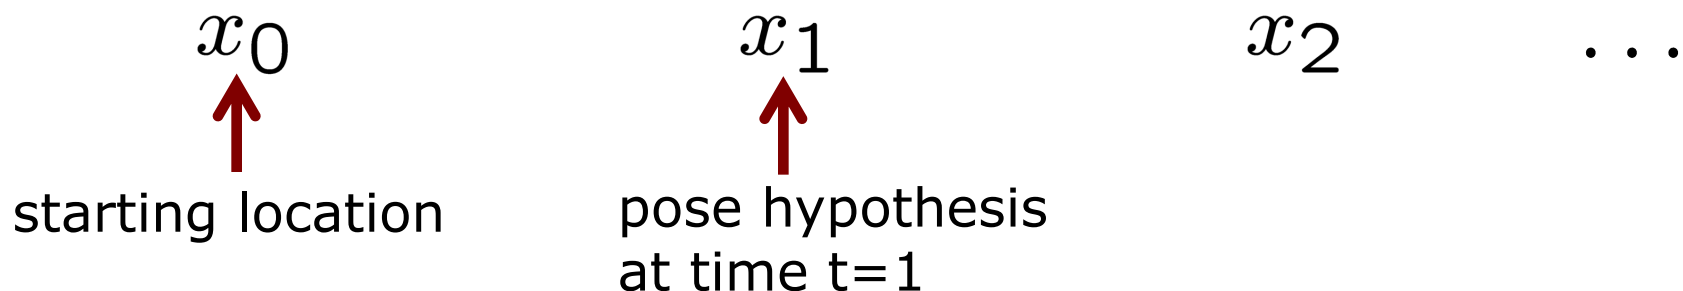 x₀ x₁ x₂ ...
starting location
pose hypothesis
at time t=1